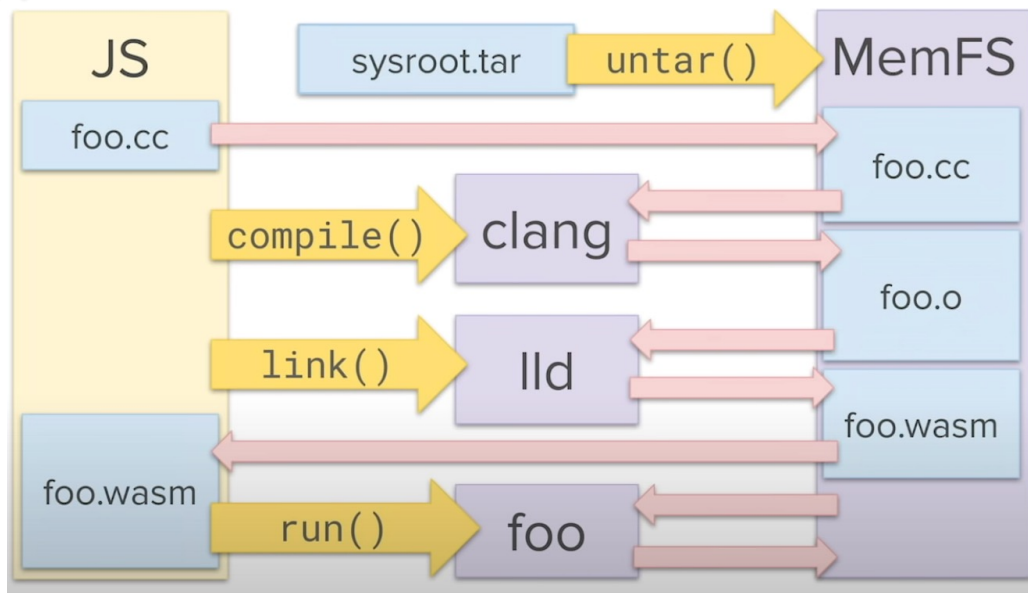 JS
sysroot.tar
untar()
MemFS
foo.cc
foo.cc
compile()
clang
foo.o
link()
lld
foo.wasm
foo.wasm
run()
foo